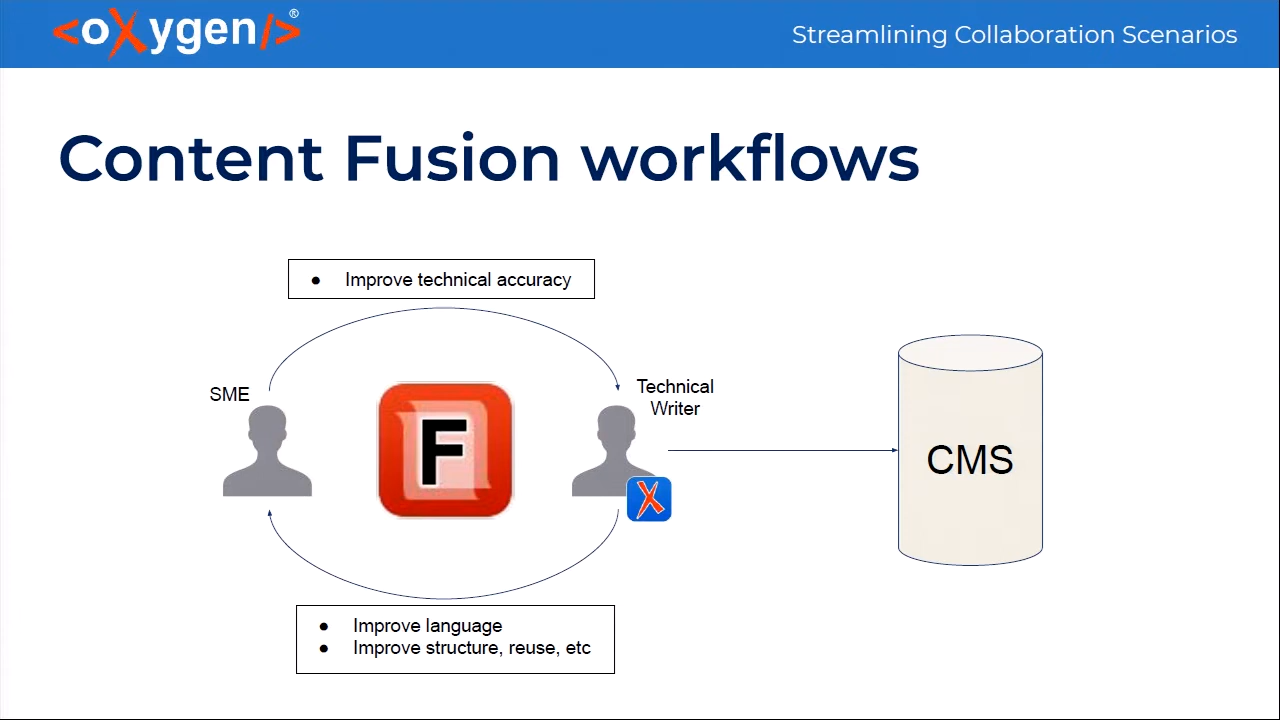 <oXygen/>®
Streamlining Collaboration Scenarios
Content Fusion workflows
● Improve technical accuracy
SME
Technical
Writer
F
X
CMS
● Improve language
● Improve structure, reuse, etc